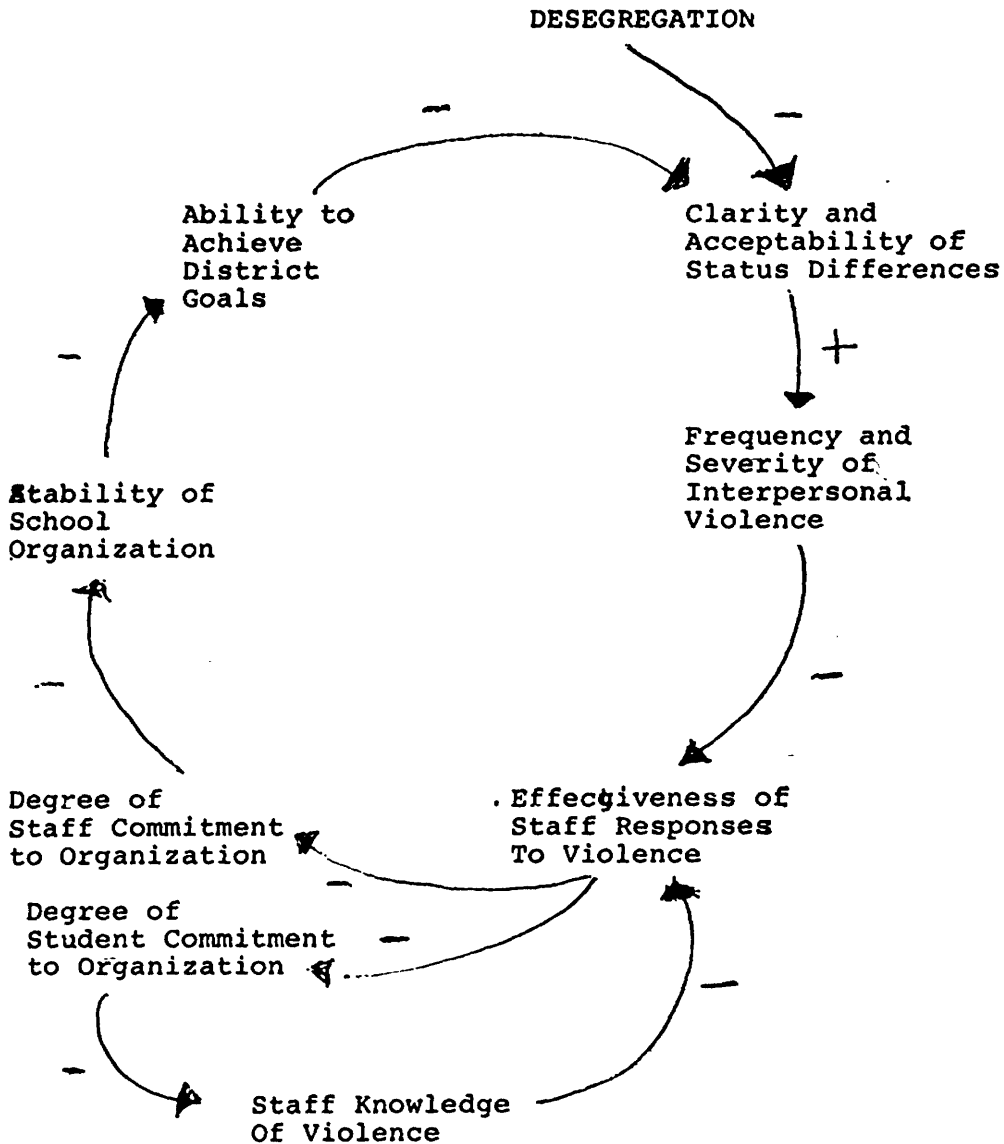 DESEGREGATION
-
-
Ability to
Achieve
District
Goals
Clarity and
Acceptability of
Status Differences
-
+
Frequency and
Severity of
Interpersonal
Violence
Stability of
School
Organization
-
-
Degree of
Staff Commitment
to Organization
Effectiveness of
Staff Responses
To Violence
-
Degree of
Student Commitment
to Organization
-
-
-
Staff Knowledge
Of Violence